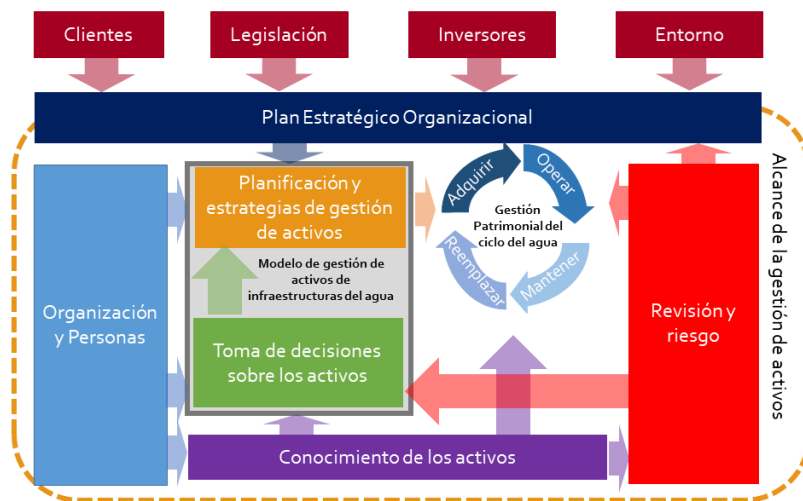 Clientes
Legislación
Inversores
Entorno
Plan Estratégico Organizacional
Organización
y Personas
Planificación y
estrategias de gestión
de activos
Modelo de gestión de
activos de
infraestructuras del agua
Toma de decisiones
sobre los activos
Adquirir
Operar
Mantener
Reemplazar
Gestión
Patrimonial del
ciclo del agua
Revisión y
riesgo
Alcance de la gestión de activos
Conocimiento de los activos